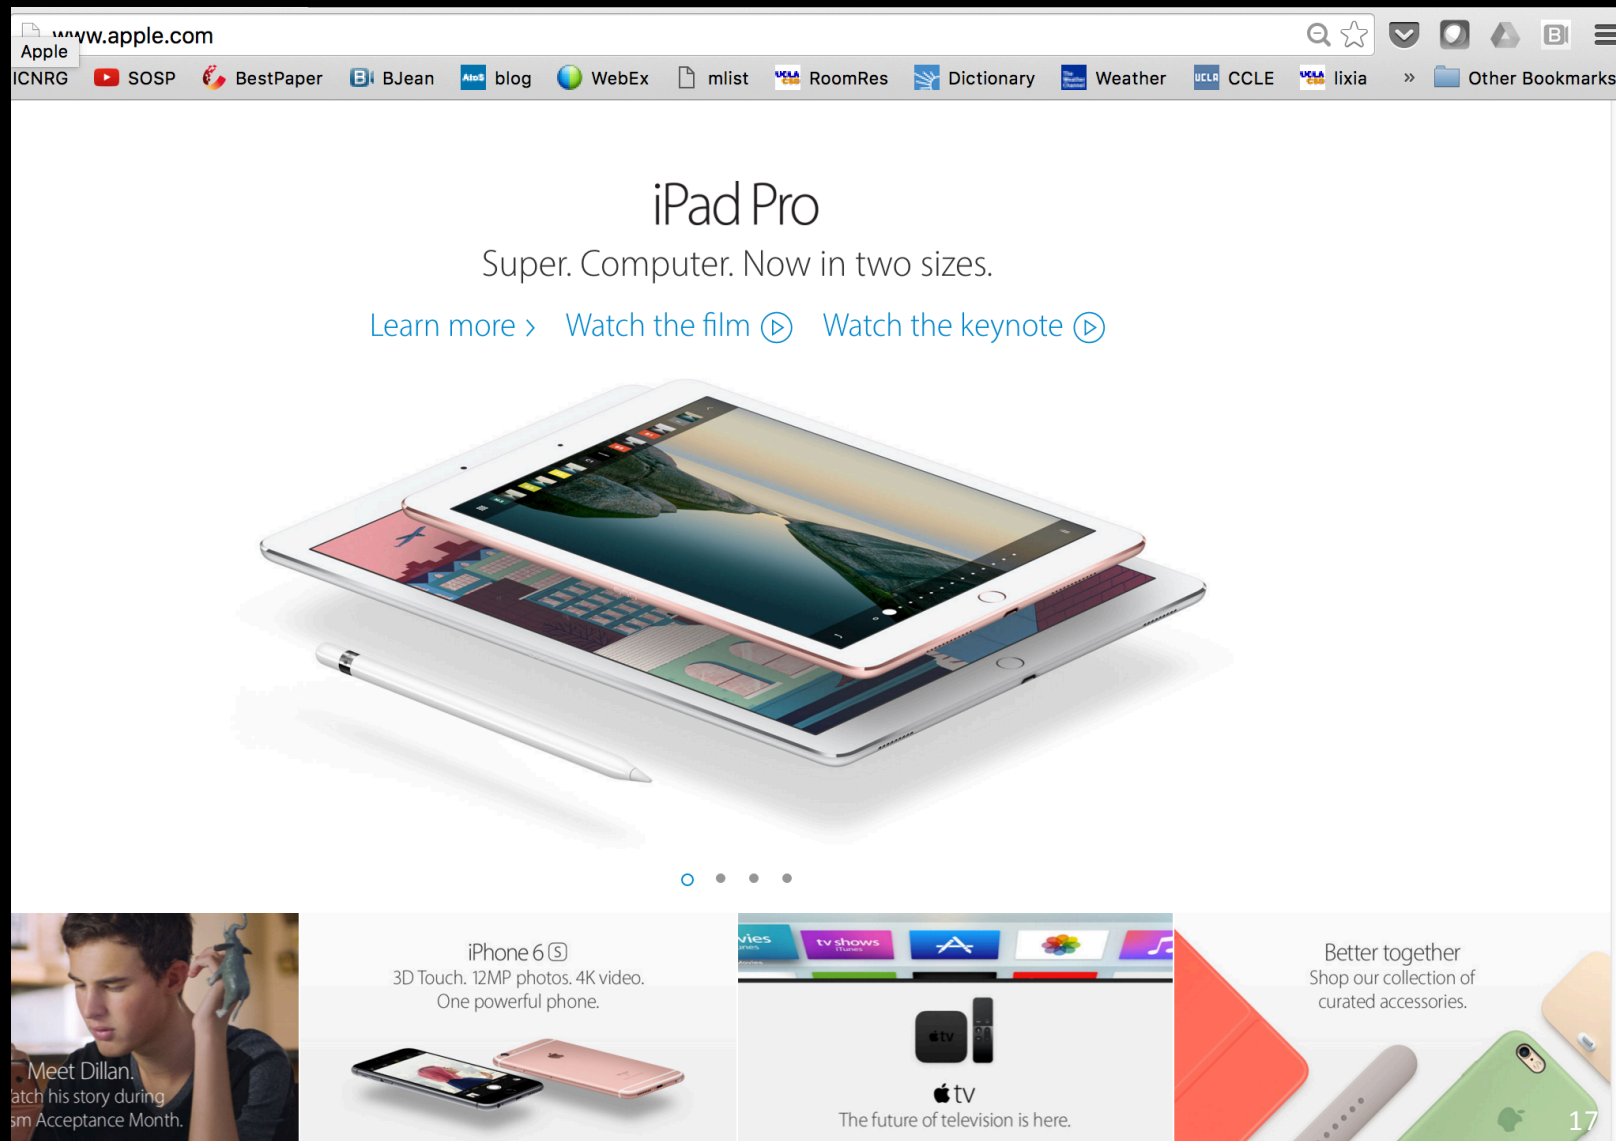 www.apple.com
Apple
ICNRG SOSP BestPaper BJean blog WebEx mlist RoomRes Dictionary Weather CCLE lixia » Other Bookmarks
iPad Pro
Super. Computer. Now in two sizes.
Learn more › Watch the film Watch the keynote
Meet Dillan.
atch his story during
sm Acceptance Month.
iPhone 6 S
3D Touch. 12MP photos. 4K video.
One powerful phone.
vies
tv shows
iTunes
tv
tv
The future of television is here.
Better together
Shop our collection of
curated accessories.
17